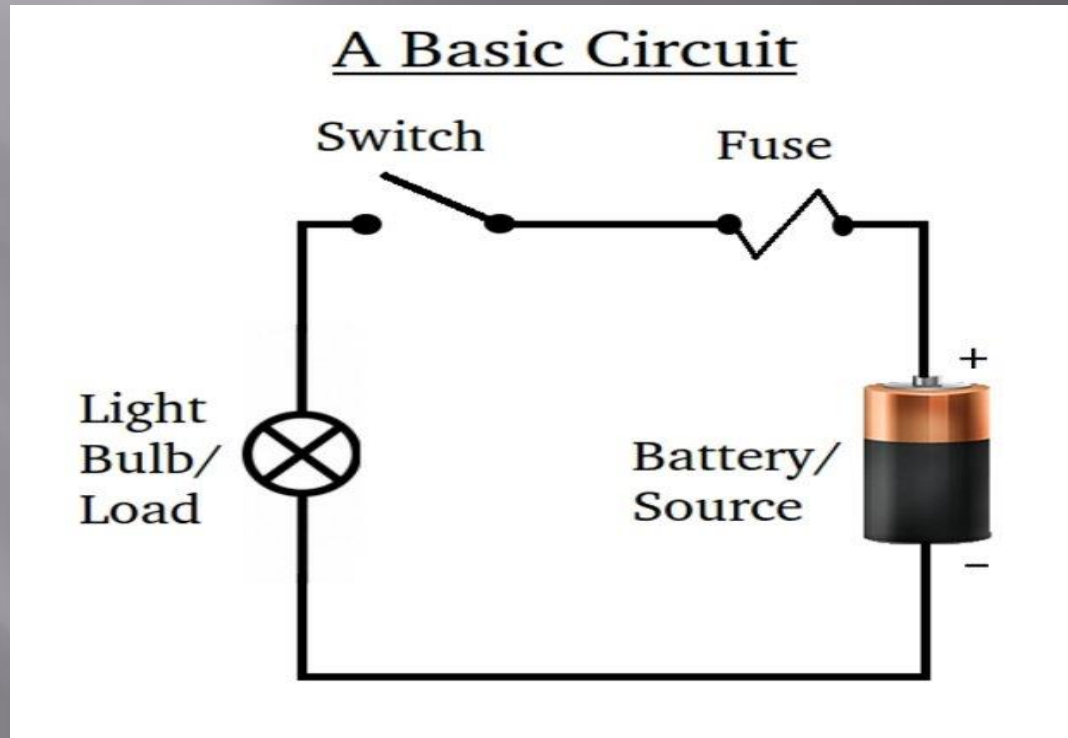 A Basic Circuit
Switch
Fuse
+
Light
Bulb/
Load
Battery/
Source
−